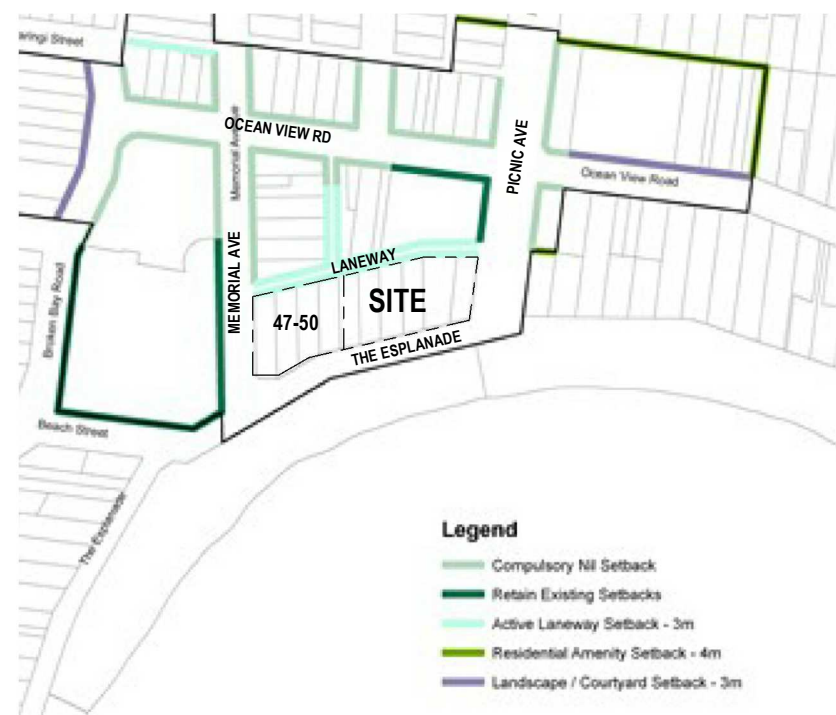 aringi Street
OCEAN VIEW RD
Memorial Avenue
PICNIC AVE
Ocean View Road
LANEWAY
MEMORIAL AVE
SITE
47-50
THE ESPLANADE
Broken Bay Road
Beach Street
The Esplanade
Legend
Compulsory Nil Setback
Retain Existing Setbacks
Active Laneway Setback - 3m
Residential Amenity Setback - 4m
Landscape / Courtyard Setback - 3m